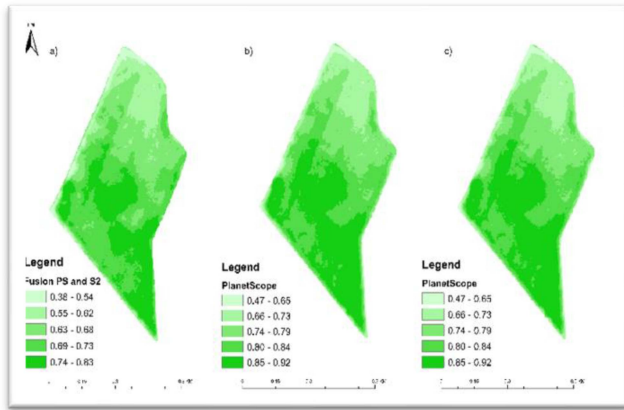 a)
b)
c)
Legend
Fusion PS and S2
0.38 - 0.54
0.55 - 0.62
0.63 - 0.68
0.69 - 0.73
0.74 - 0.83
Legend
PlanetScope
0.47 - 0.65
0.66 - 0.73
0.74 - 0.79
0.80 - 0.84
0.85 - 0.92
Legend
PlanetScope
0.47 - 0.65
0.66 - 0.73
0.74 - 0.79
0.80 - 0.84
0.85 - 0.92